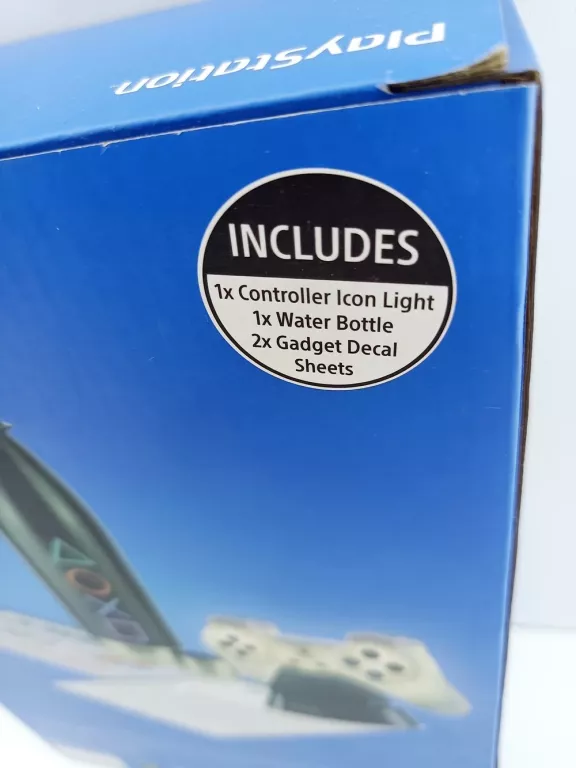 PlayStation
INCLUDES
1x Controller Icon Light
1x Water Bottle
2x Gadget Decal
Sheets